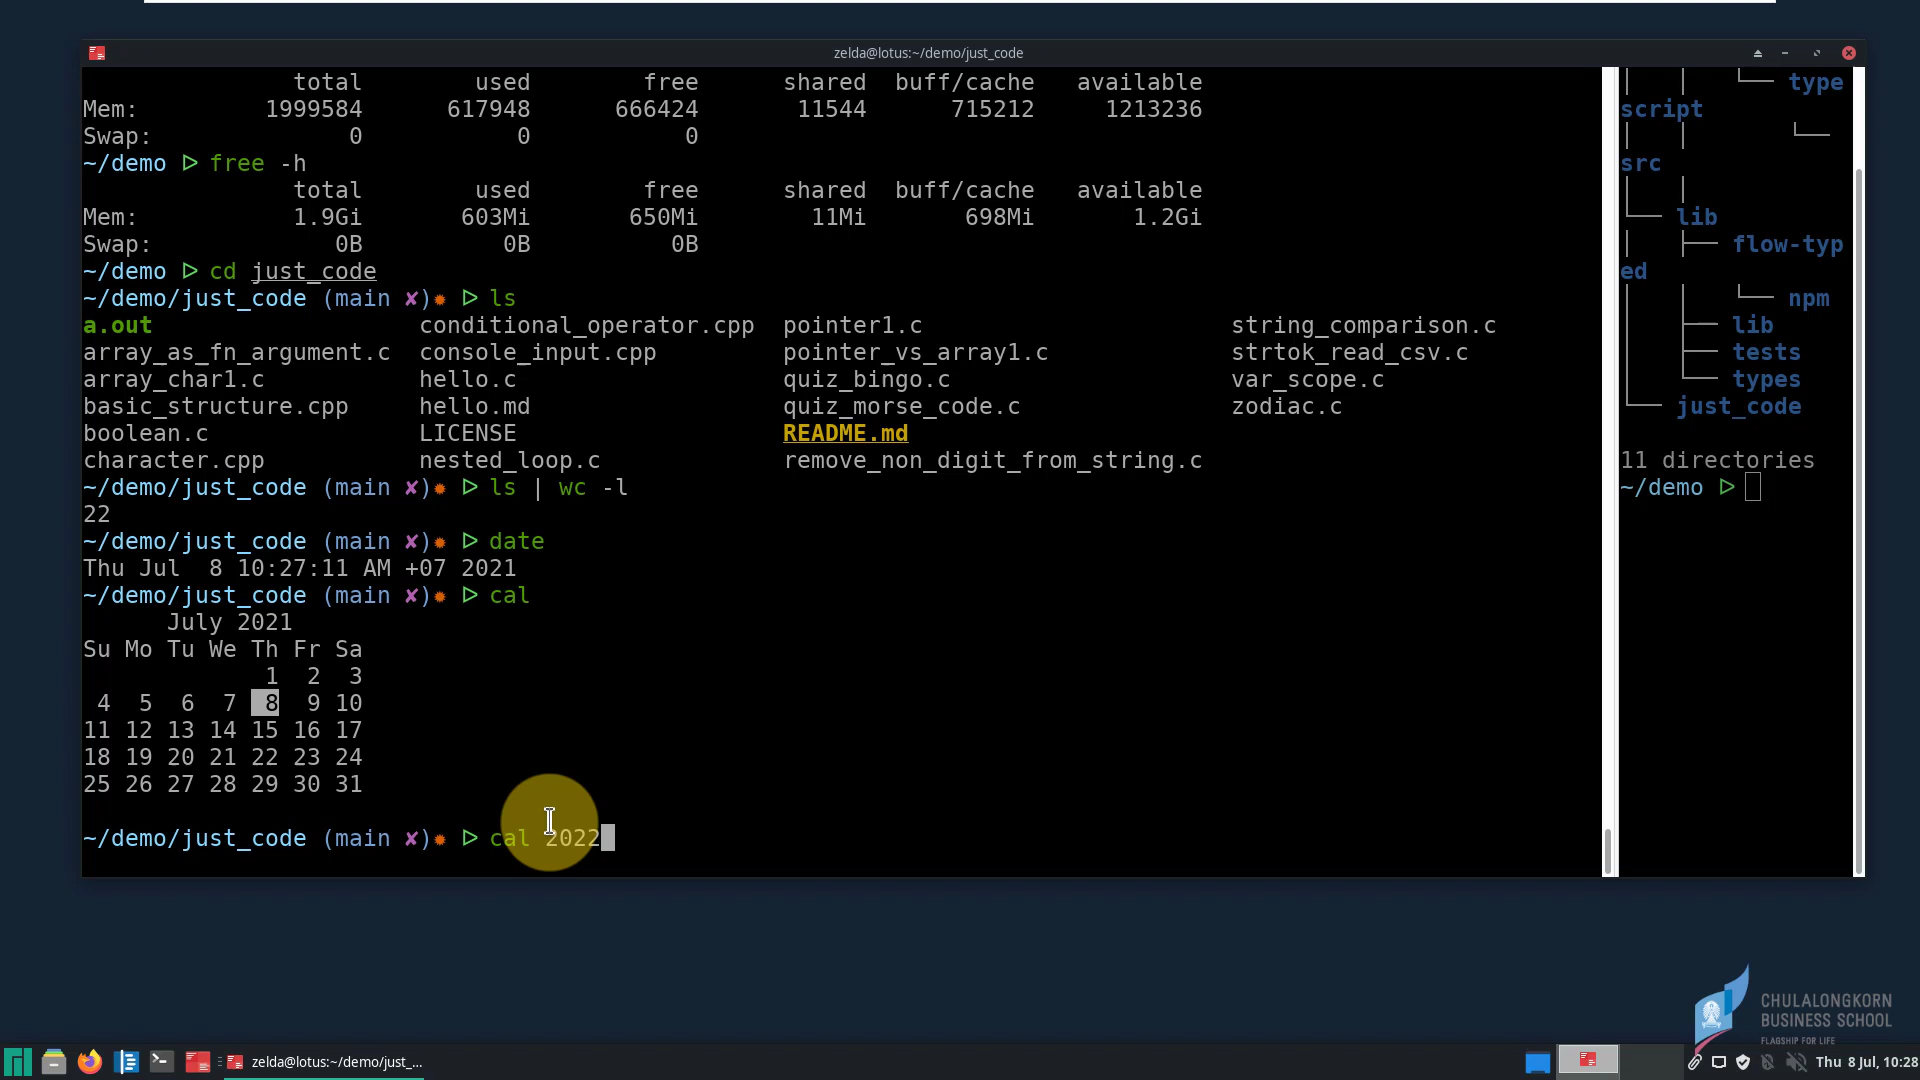 zelda@lotus:~/demo/just_code
total used free shared buff/cache available
Mem: 1999584 617948 666424 11544 715212 1213236
Swap: 0 0 0
~/demo ▷ free -h
total used free shared buff/cache available
Mem: 1.9Gi 603Mi 650Mi 11Mi 698Mi 1.2Gi
Swap: 0B 0B 0B
~/demo ▷ cd just_code
~/demo/just_code (main ✘)✹ ▷ ls
a.out conditional_operator.cpp pointer1.c string_comparison.c
array_as_fn_argument.c console_input.cpp pointer_vs_array1.c strtok_read_csv.c
array_char1.c hello.c quiz_bingo.c var_scope.c
basic_structure.cpp hello.md quiz_morse_code.c zodiac.c
boolean.c LICENSE README.md
character.cpp nested_loop.c remove_non_digit_from_string.c
~/demo/just_code (main ✘)✹ ▷ ls | wc -l
22
~/demo/just_code (main ✘)✹ ▷ date
Thu Jul  8 10:27:11 AM +07 2021
~/demo/just_code (main ✘)✹ ▷ cal
July 2021
Su Mo Tu We Th Fr Sa
1 2 3
4 5 6 7 8 9 10
11 12 13 14 15 16 17
18 19 20 21 22 23 24
25 26 27 28 29 30 31
~/demo/just_code (main ✘)✹ ▷ cal 2022
│ │ └── type
script
│ │ └──
src
│ │
└── lib
│ ├── flow-typ
ed
│ │ └── npm
│ ├── lib
│ ├── tests
│ └── types
└── just_code
11 directories
~/demo ▷
CHULALONGKORN
BUSINESS SCHOOL
FLAGSHIP FOR LIFE
zelda@lotus:~/demo/just_...
Thu 8 Jul, 10:28